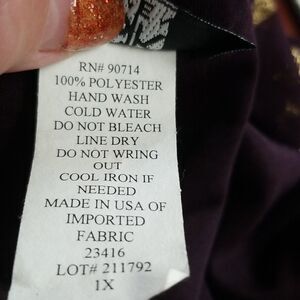 RN# 90714
100% POLYESTER
HAND WASH
COLD WATER
DO NOT BLEACH
LINE DRY
DO NOT WRING
OUT
COOL IRON IF
NEEDED
MADE IN USA OF
IMPORTED
FABRIC
23416
LOT# 211792
1X